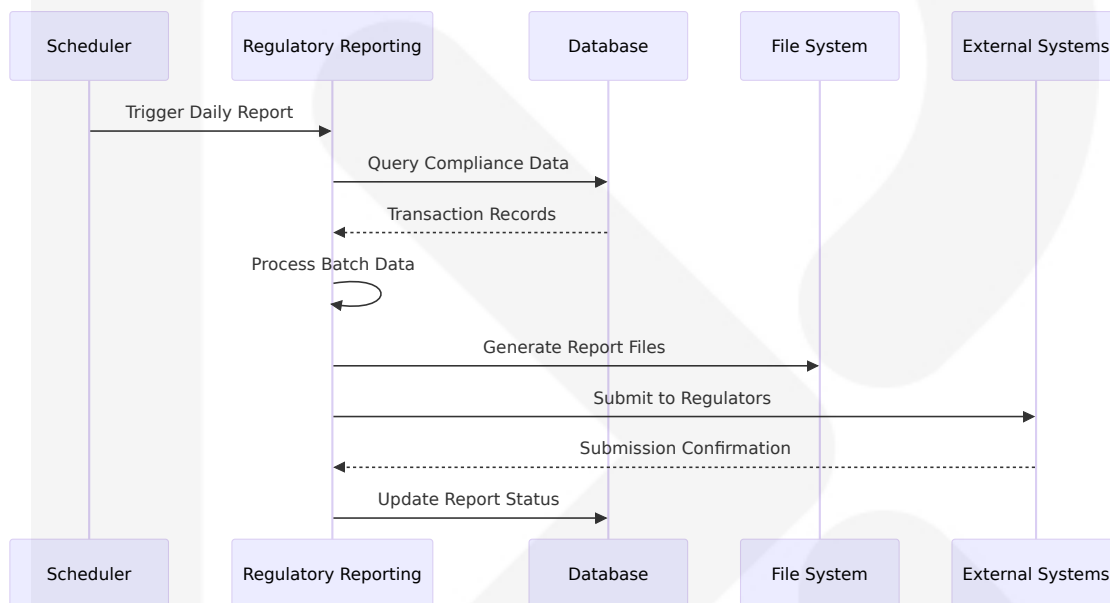 Scheduler
Regulatory Reporting
Database
File System
External Systems
Trigger Daily Report
Query Compliance Data
Transaction Records
Process Batch Data
Generate Report Files
Submit to Regulators
Submission Confirmation
Update Report Status
Scheduler
Regulatory Reporting
Database
File System
External Systems